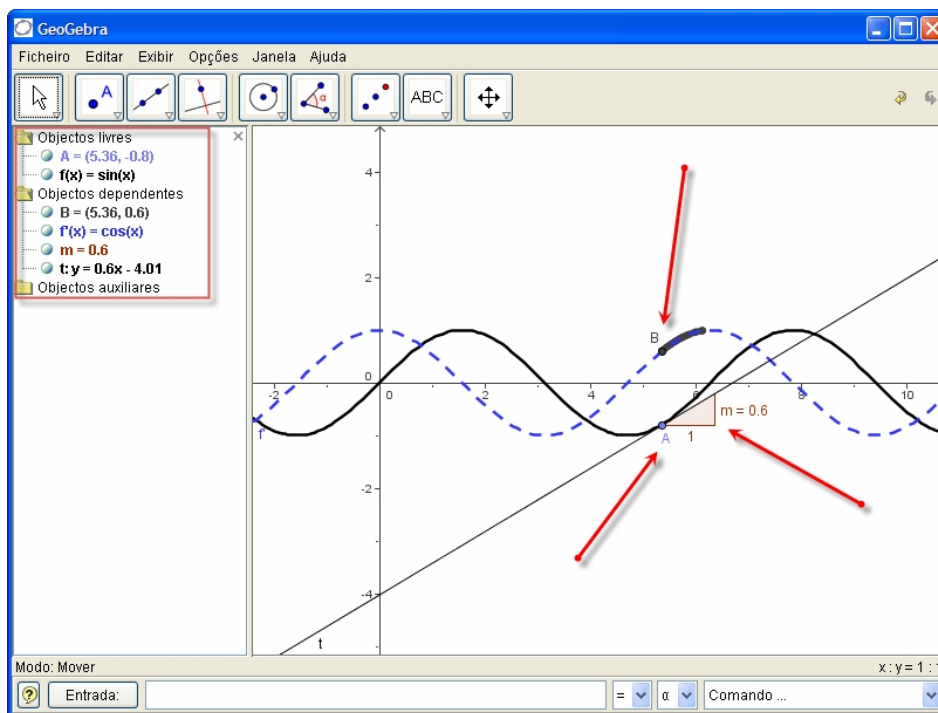 GeoGebra
Ficheiro Editar Exibir Opções Janela Ajuda
A
α
ABC
Objectos livres
A = (5.36, -0.8)
f(x) = sin(x)
Objectos dependentes
B = (5.36, 0.6)
f'(x) = cos(x)
m = 0.6
t: y = 0.6x - 4.01
Objectos auxiliares
4
2
B
0
-2 0 2 4 6 8 10
f'
m = 0.6
A
1
-2
-4
t
Modo: Mover
x : y = 1 :
Entrada:
=
α
Comando ...